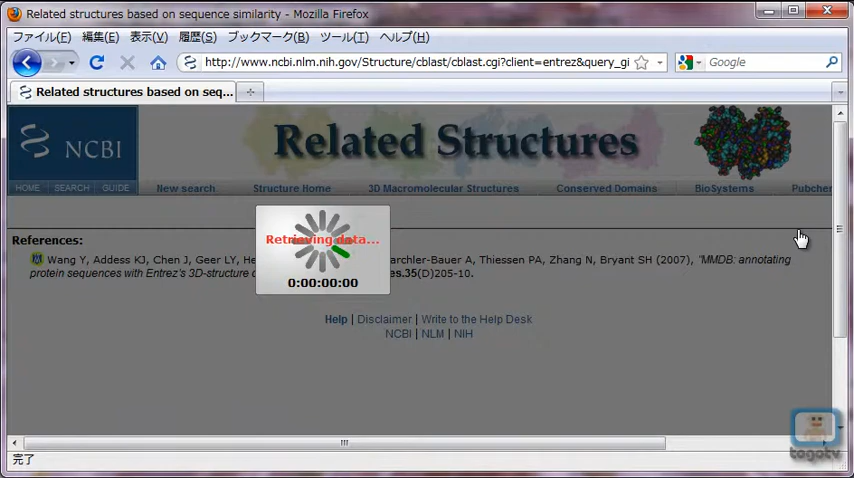 Related structures based on sequence similarity - Mozilla Firefox
ファイル(F) 編集(E) 表示(V) 履歴(S) ブックマーク(B) ツール(T) ヘルプ(H)
http://www.ncbi.nlm.nih.gov/Structure/cblast/cblast.cgi?client=entrez&query_gi
Google
Related structures based on seq...
NCBI
Related Structures
HOME SEARCH GUIDE New search Structure Home 3D Macromolecular Structures Conserved Domains BioSystems Pubcher
Retrieving data...
0:00:00:00
References:
Wang Y, Addess KJ, Chen J, Geer LY, He archler-Bauer A, Thiessen PA, Zhang N, Bryant SH (2007), "MMDB: annotating
protein sequences with Entrez's 3D-structure es.35(D)205-10.
Help | Disclaimer | Write to the Help Desk
NCBI | NLM | NIH
完了
togotv